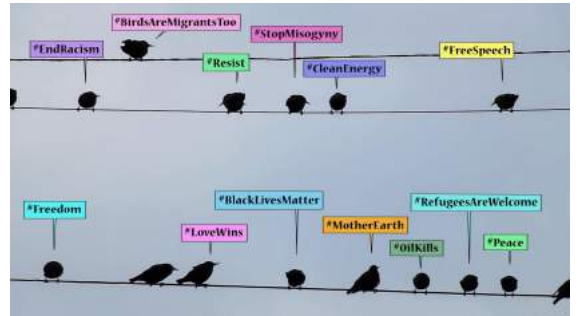 #BirdsAreMigrantsToo
#EndRacism
#StopMisogyny
#Resist
#CleanEnergy
#FreeSpeech
#Freedom
#BlackLivesMatter
#RefugeesAreWelcome
#LoveWins
#MotherEarth
#OilKills
#Peace